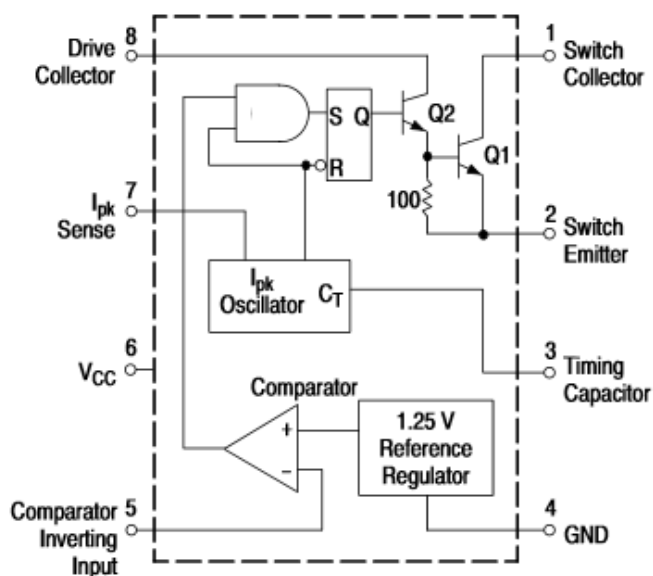 8
Drive
Collector
1
Switch
Collector
S
Q
R
Q2
Q1
100
7
Ipk
Sense
2
Switch
Emitter
Ipk
Oscillator
CT
6
VCC
3
Timing
Capacitor
Comparator
+
−
1.25 V
Reference
Regulator
5
Comparator
Inverting
Input
4
GND